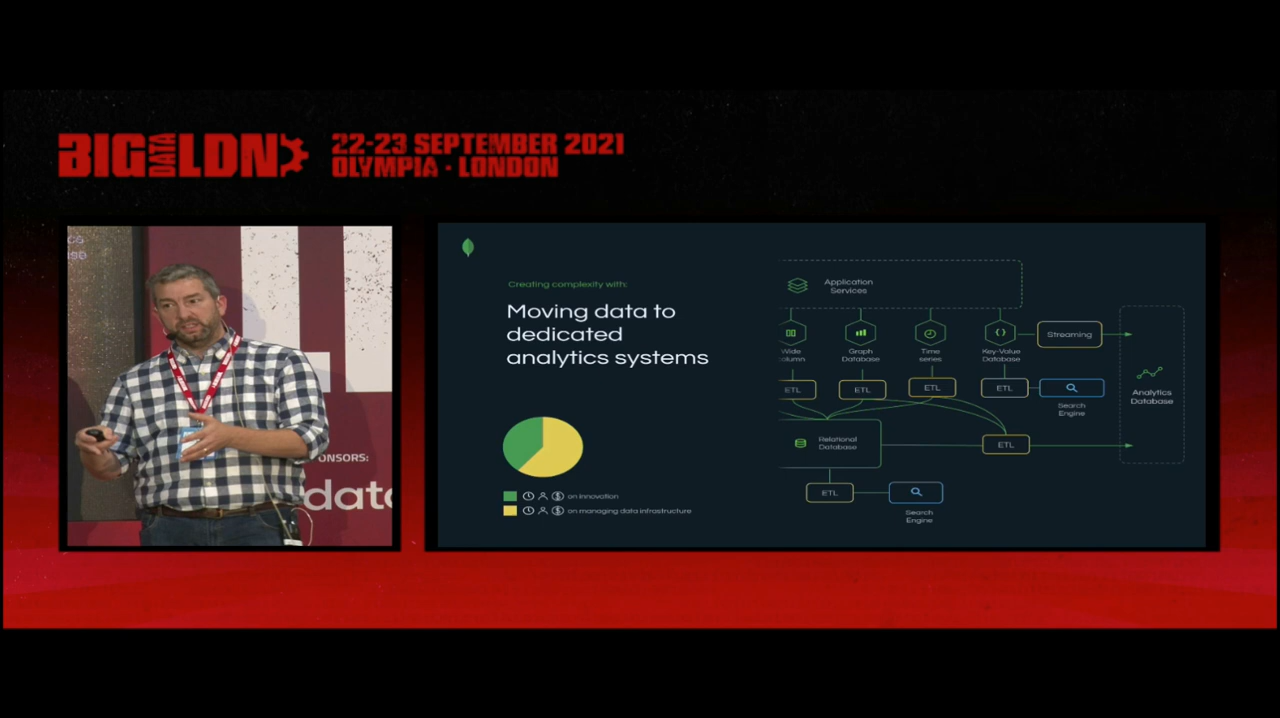 BIG DATA LDN
22-23 SEPTEMBER 2021
OLYMPIA · LONDON
ONSORS:
data
Creating complexity with:
Moving data to
dedicated
analytics systems
on innovation
on managing data infrastructure
Application
Services
Wide
olumn
Graph
Database
Time
series
Key-Value
Database
Streaming
ETL
ETL
ETL
ETL
Search
Engine
Analytics
Database
Relational
Database
ETL
ETL
Search
Engine